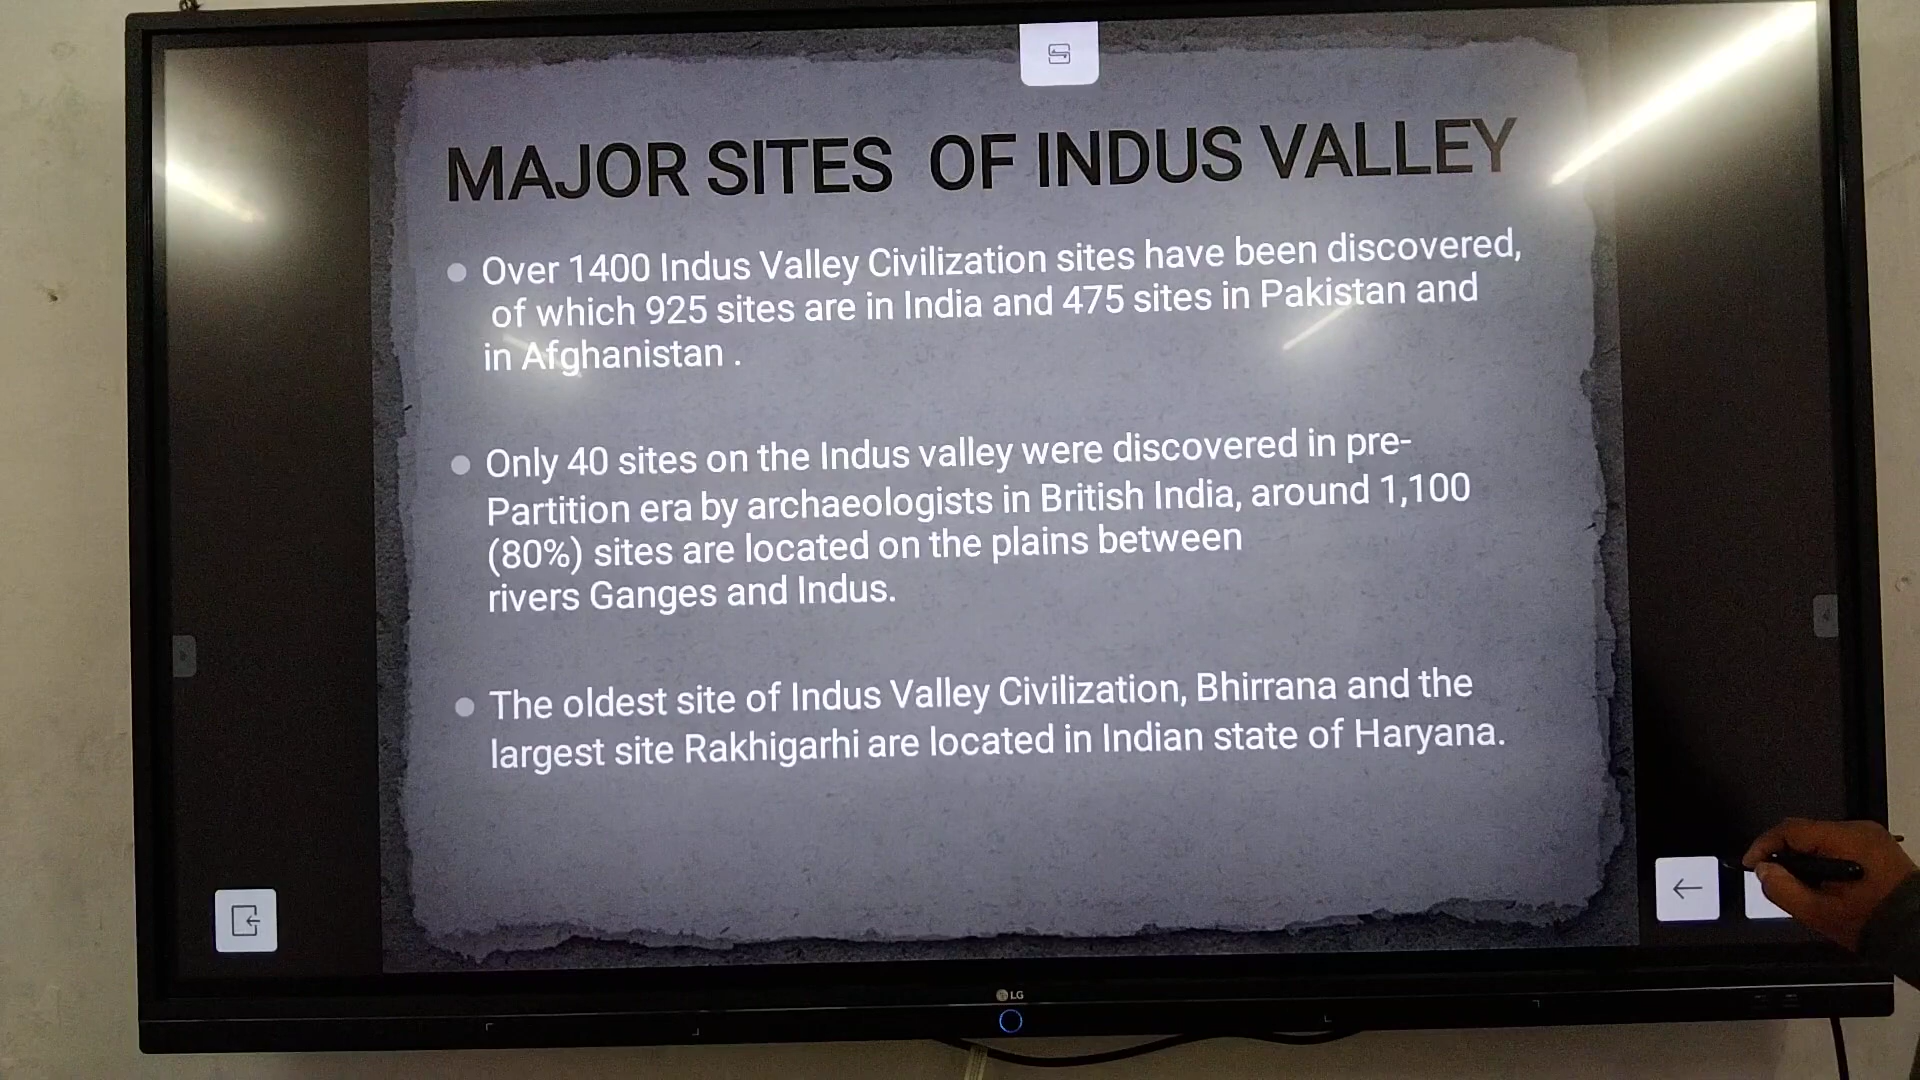 MAJOR SITES OF INDUS VALLEY
Over 1400 Indus Valley Civilization sites have been discovered,
of which 925 sites are in India and 475 sites in Pakistan and
in Afghanistan .
Only 40 sites on the Indus valley were discovered in pre-
Partition era by archaeologists in British India, around 1,100
(80%) sites are located on the plains between
rivers Ganges and Indus.
The oldest site of Indus Valley Civilization, Bhirrana and the
largest site Rakhigarhi are located in Indian state of Haryana.
LG